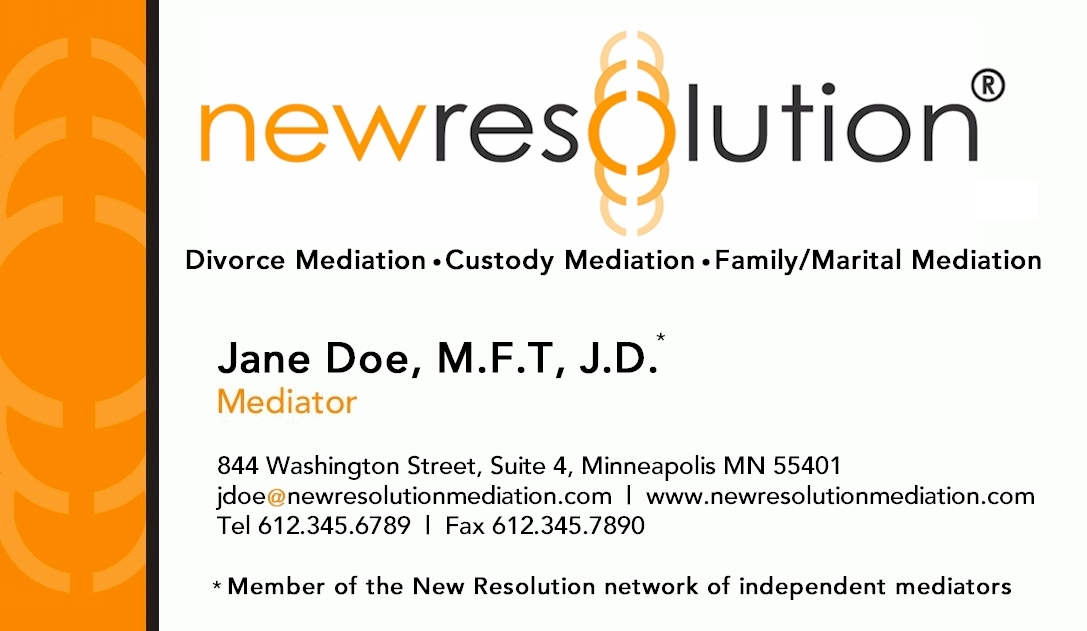 newresolution®
Divorce Mediation • Custody Mediation • Family/Marital Mediation
Jane Doe, M.F.T, J.D.*
Mediator
844 Washington Street, Suite 4, Minneapolis MN 55401
jdoe@newresolutionmediation.com | www.newresolutionmediation.com
Tel 612.345.6789 | Fax 612.345.7890
* Member of the New Resolution network of independent mediators